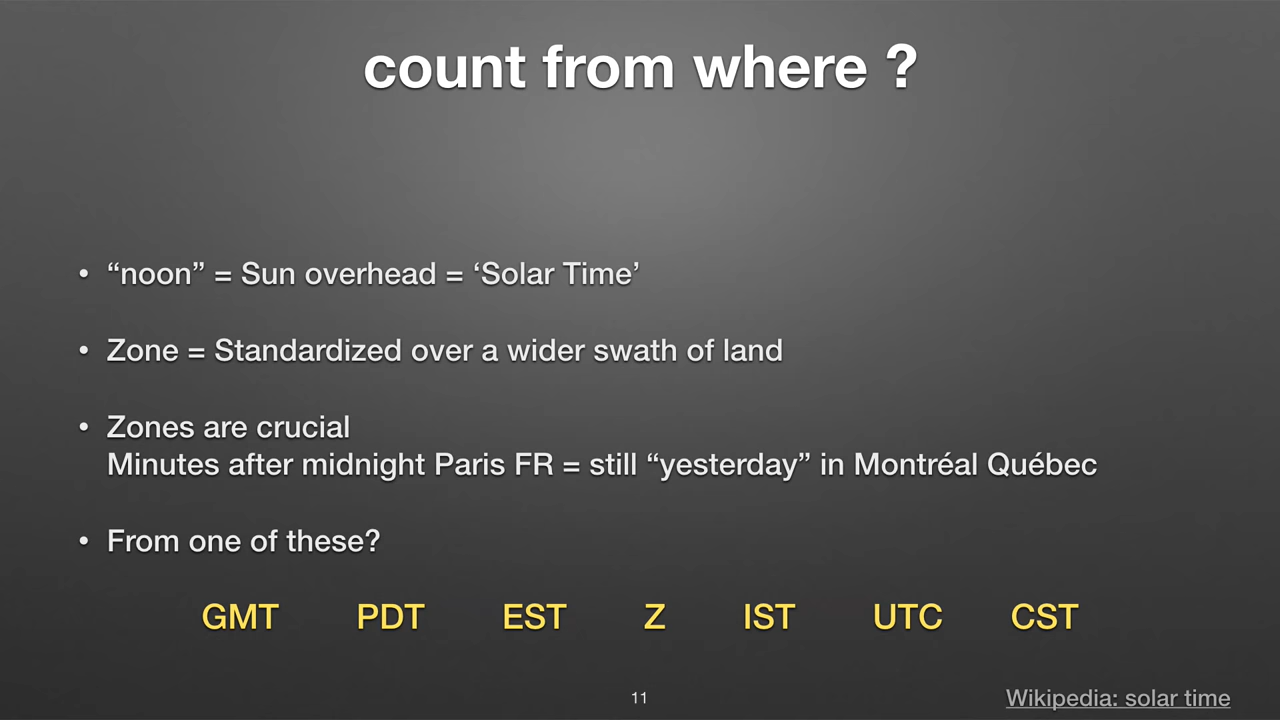 count from where ?
• “noon” = Sun overhead = ‘Solar Time’
• Zone = Standardized over a wider swath of land
• Zones are crucial
Minutes after midnight Paris FR = still “yesterday” in Montréal Québec
• From one of these?
GMT PDT EST Z IST UTC CST
11
Wikipedia: solar time